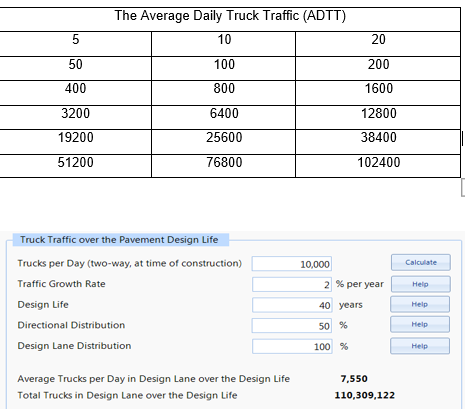 The Average Daily Truck Traffic (ADTT)
5 10 20
50 100 200
400 800 1600
3200 6400 12800
19200 25600 38400
51200 76800 102400
Truck Traffic over the Pavement Design Life
Trucks per Day (two-way, at time of construction) 10,000 Calculate
Traffic Growth Rate 2 % per year Help
Design Life 40 years Help
Directional Distribution 50 % Help
Design Lane Distribution 100 % Help
Average Trucks per Day in Design Lane over the Design Life 7,550
Total Trucks in Design Lane over the Design Life 110,309,122